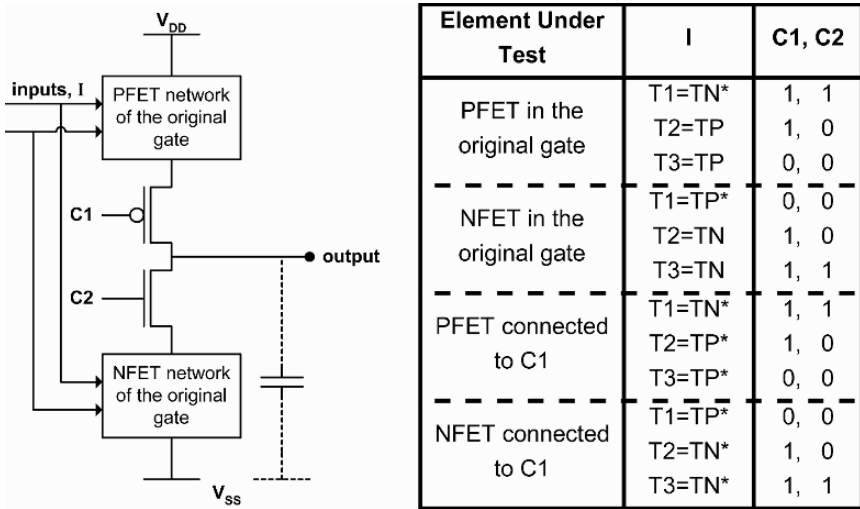 V_DD
inputs, I
PFET network
of the original
gate
C1
output
C2
NFET network
of the original
gate
V_SS
Element Under Test | I | C1, C2
PFET in the original gate | T1=TN* | 1, 1
T2=TP | 1, 0
T3=TP | 0, 0
NFET in the original gate | T1=TP* | 0, 0
T2=TN | 1, 0
T3=TN | 1, 1
PFET connected to C1 | T1=TN* | 1, 1
T2=TP* | 1, 0
T3=TP* | 0, 0
NFET connected to C1 | T1=TP* | 0, 0
T2=TN* | 1, 0
T3=TN* | 1, 1